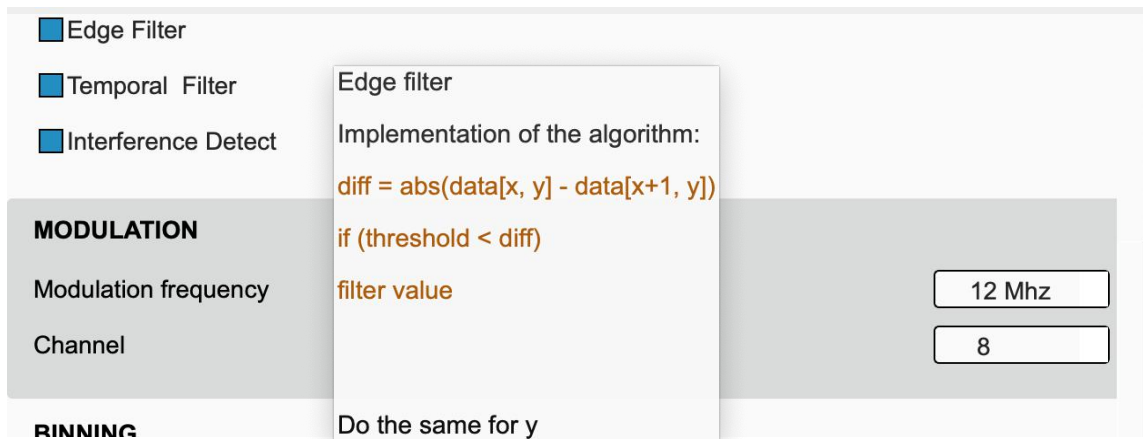 Edge Filter
Temporal Filter
Interference Detect
Edge filter
Implementation of the algorithm:
diff = abs(data[x, y] - data[x+1, y])
if (threshold < diff)
filter value
Do the same for y
MODULATION
Modulation frequency
12 Mhz
Channel
8
BINNING